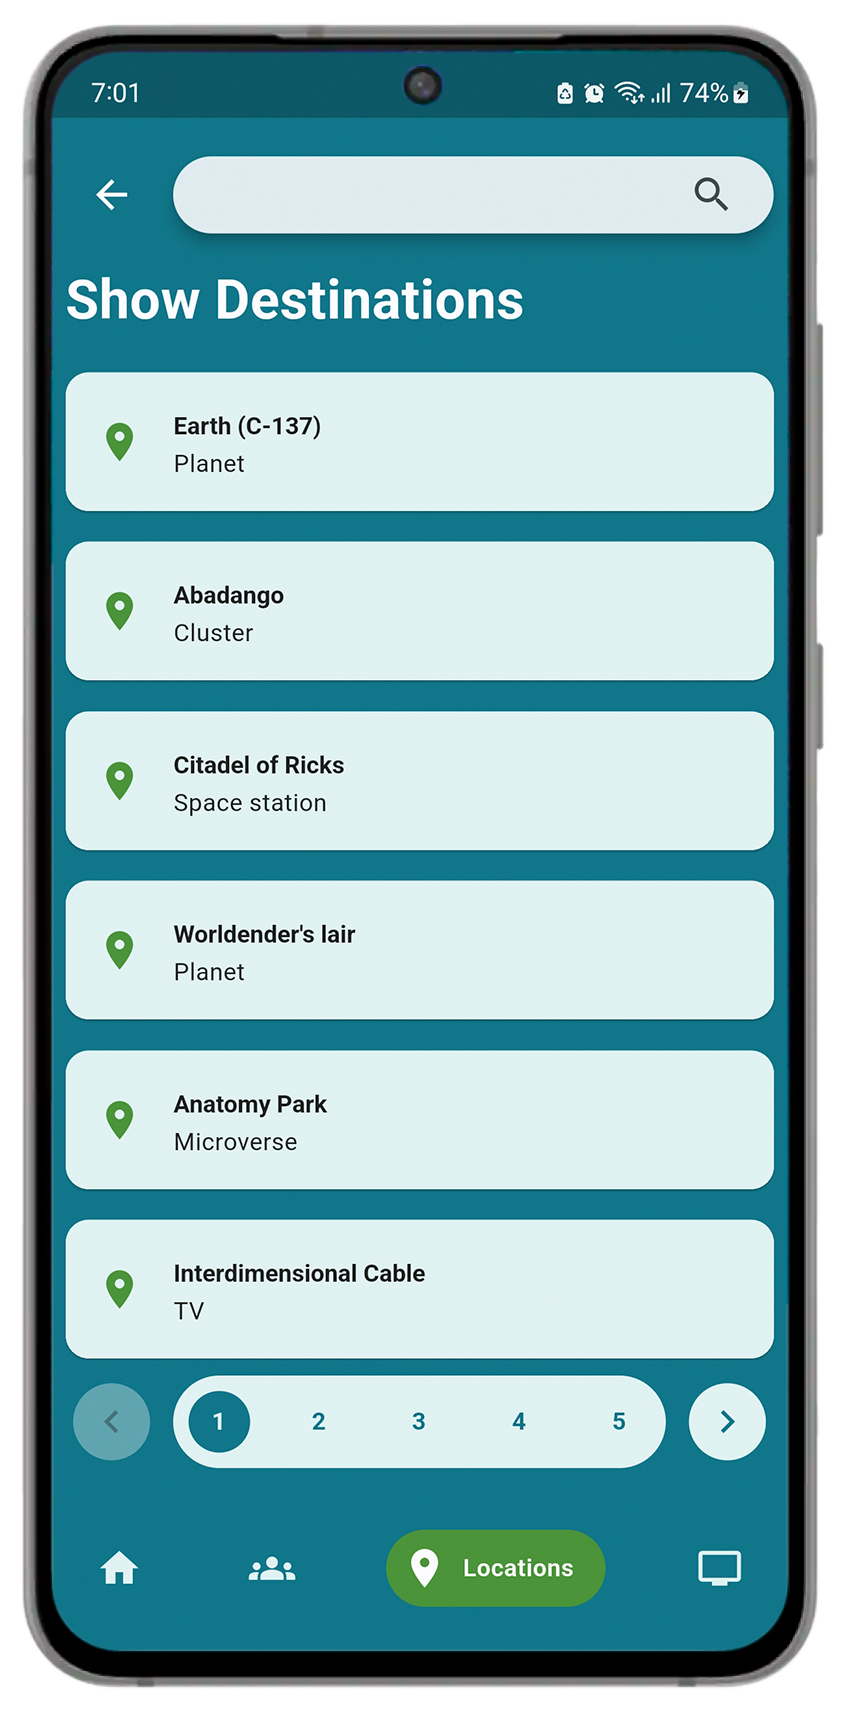 7:01
74%
Show Destinations
Earth (C-137)
Planet
Abadango
Cluster
Citadel of Ricks
Space station
Worldender's lair
Planet
Anatomy Park
Microverse
Interdimensional Cable
TV
1 2 3 4 5
Locations